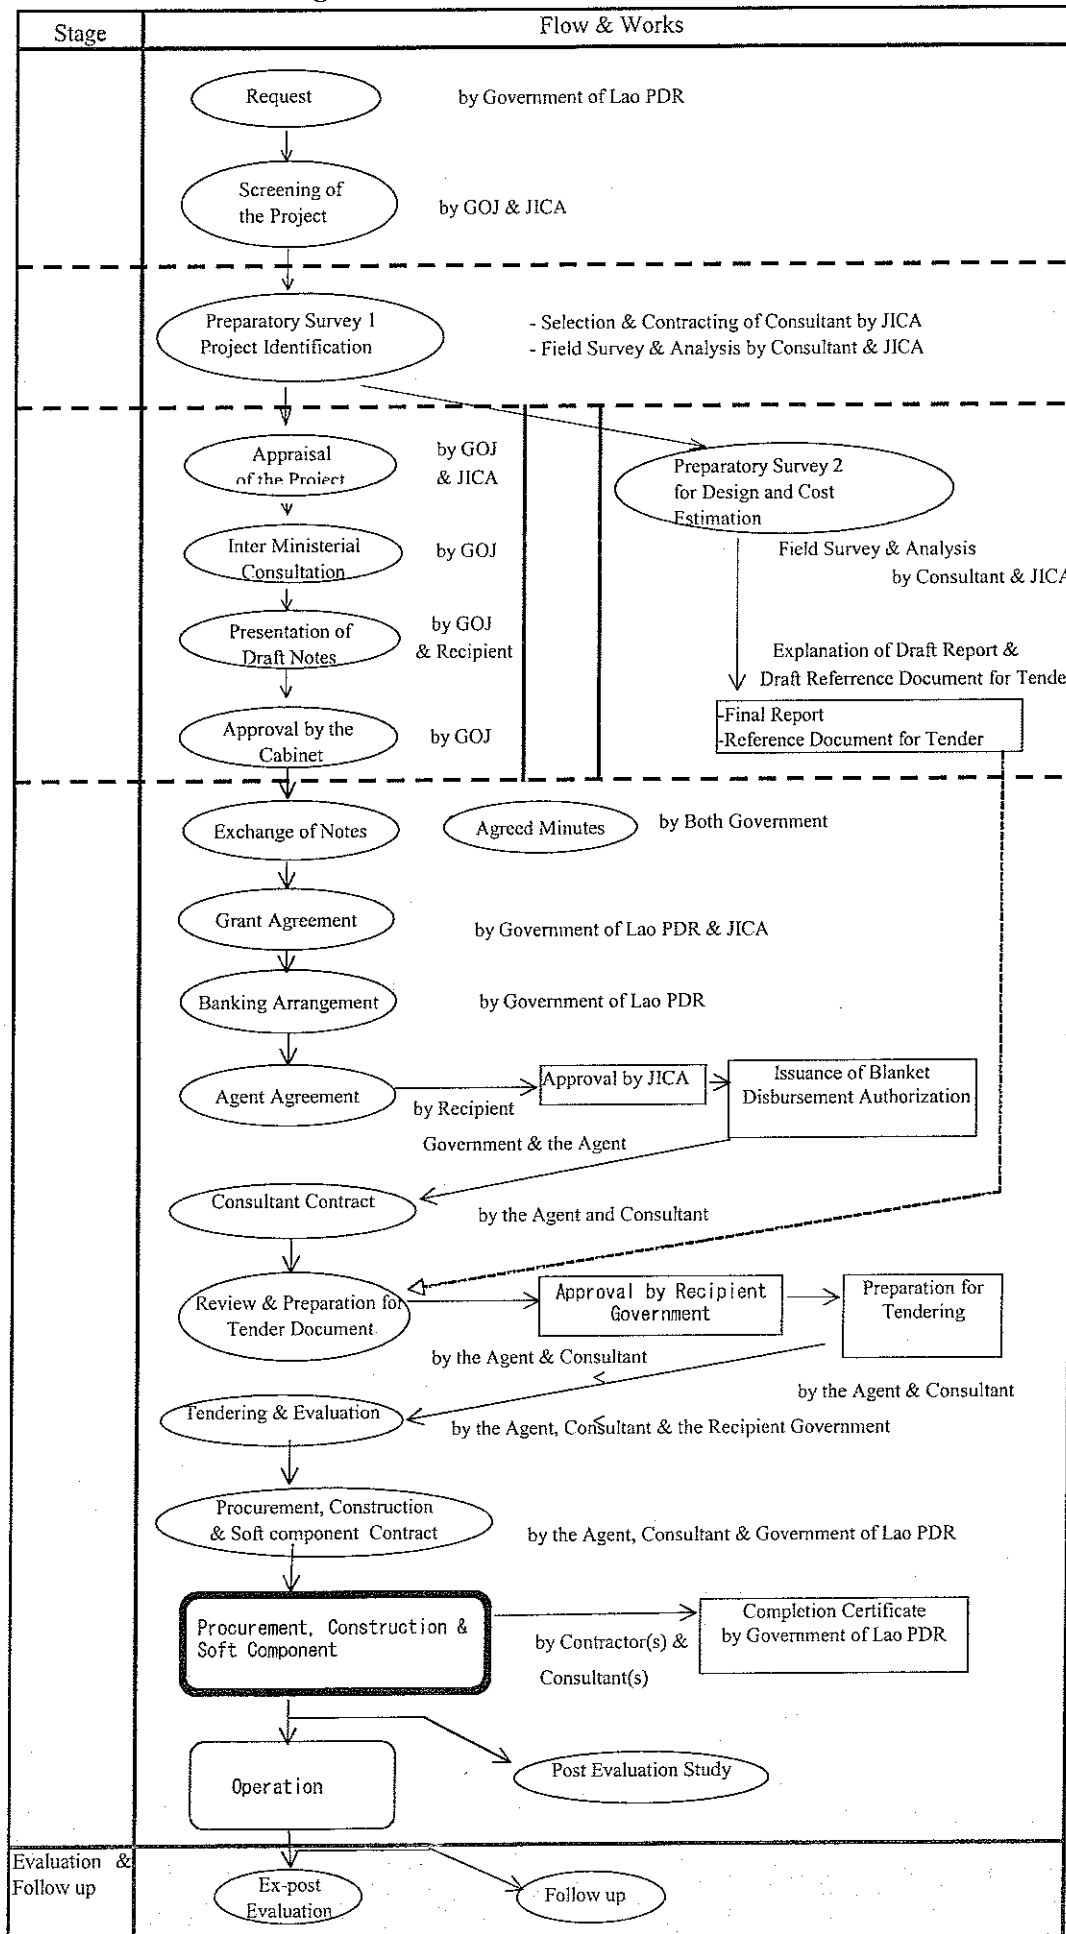 Stage
Flow & Works
Request
by Government of Lao PDR
Screening of
the Project
by GOJ & JICA
Preparatory Survey 1
Project Identification
- Selection & Contracting of Consultant by JICA
- Field Survey & Analysis by Consultant & JICA
Appraisal
of the Project
by GOJ
& JICA
Preparatory Survey 2
for Design and Cost
Estimation
Inter Ministerial
Consultation
by GOJ
Field Survey & Analysis
by Consultant & JICA
Presentation of
Draft Notes
by GOJ
& Recipient
Explanation of Draft Report &
Draft Referrence Document for Tende
-Final Report
-Reference Document for Tender
Approval by the
Cabinet
by GOJ
Exchange of Notes
Agreed Minutes
by Both Government
Grant Agreement
by Government of Lao PDR & JICA
Banking Arrangement
by Government of Lao PDR
Agent Agreement
by Recipient
Government & the Agent
Approval by JICA
Issuance of Blanket
Disbursement Authorization
Consultant Contract
by the Agent and Consultant
Review & Preparation for
Tender Document
by the Agent & Consultant
Approval by Recipient
Government
Preparation for
Tendering
by the Agent & Consultant
Tendering & Evaluation
by the Agent, Consultant & the Recipient Government
Procurement, Construction
& Soft component Contract
by the Agent, Consultant & Government of Lao PDR
Procurement, Construction &
Soft Component
by Contractor(s) &
Consultant(s)
Completion Certificate
by Government of Lao PDR
Operation
Post Evaluation Study
Evaluation &
Follow up
Ex-post
Evaluation
Follow up